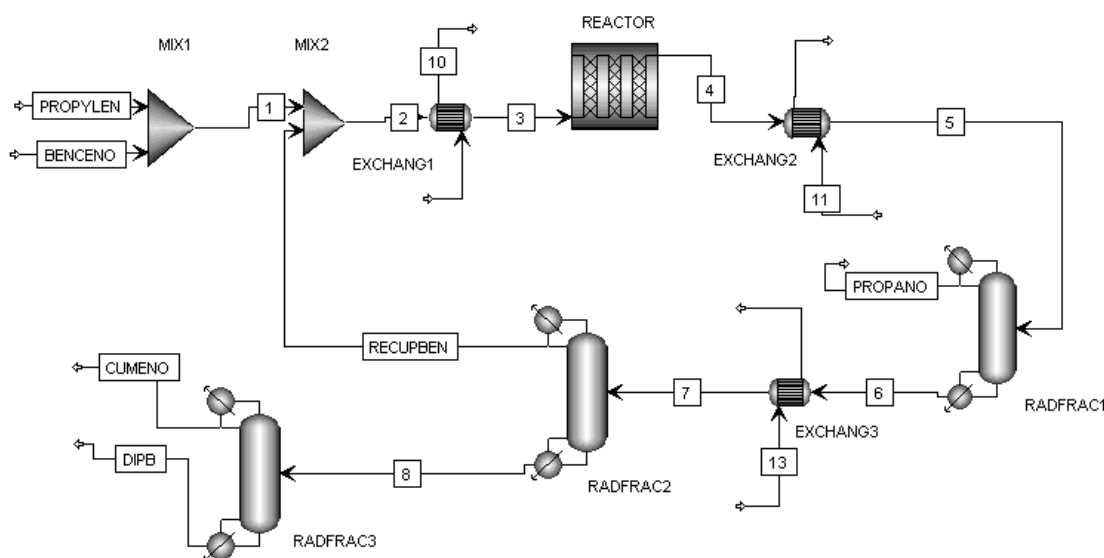 REACTOR
MIX1
MIX2
10
PROPYLEN
1
2
3
4
5
BENCENO
EXCHANG1
EXCHANG2
11
PROPANO
RECUPBEN
CUMENO
7
6
RADFRAC1
EXCHANG3
DIPB
8
13
RADFRAC2
RADFRAC3